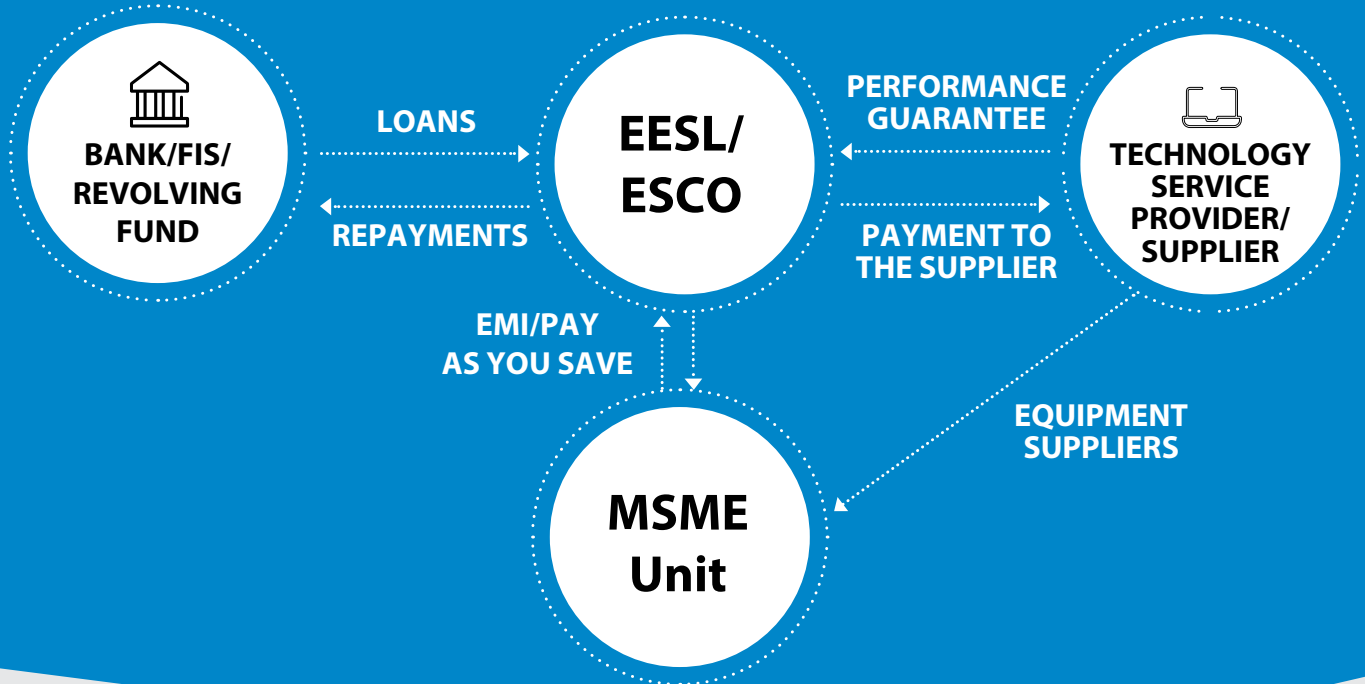 BANK/FIS/
REVOLVING
FUND
LOANS
REPAYMENTS
EESL/
ESCO
PERFORMANCE
GUARANTEE
PAYMENT TO
THE SUPPLIER
TECHNOLOGY
SERVICE
PROVIDER/
SUPPLIER
EMI/PAY
AS YOU SAVE
EQUIPMENT
SUPPLIERS
MSME
Unit